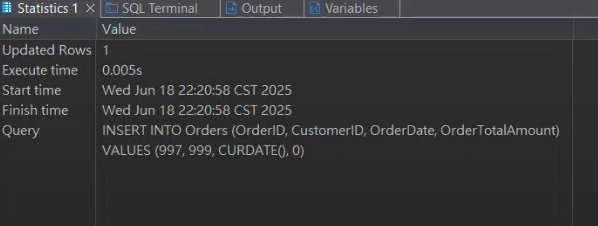 Statistics 1 SQL Terminal Output Variables
Name Value
Updated Rows 1
Execute time 0.005s
Start time Wed Jun 18 22:20:58 CST 2025
Finish time Wed Jun 18 22:20:58 CST 2025
Query INSERT INTO Orders (OrderID, CustomerID, OrderDate, OrderTotalAmount)
VALUES (997, 999, CURDATE(), 0)